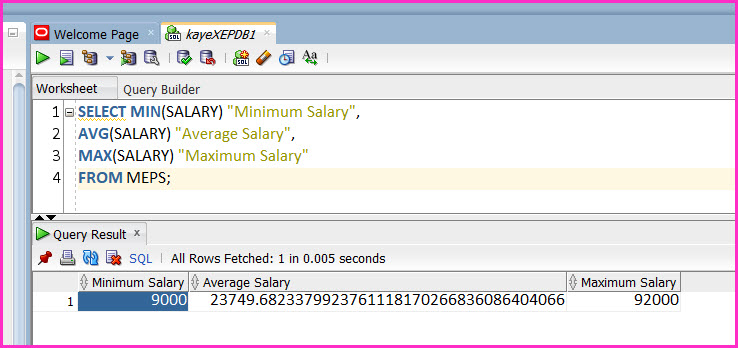 Welcome Page kayeXEPDB1
SQL
Worksheet Query Builder
1 SELECT MIN(SALARY) "Minimum Salary",
2 AVG(SALARY) "Average Salary",
3 MAX(SALARY) "Maximum Salary"
4 FROM MEPS;
Query Result x
SQL | All Rows Fetched: 1 in 0.005 seconds
Minimum Salary Average Salary Maximum Salary
1 9000 23749.6823379923761118170266836086404066 92000